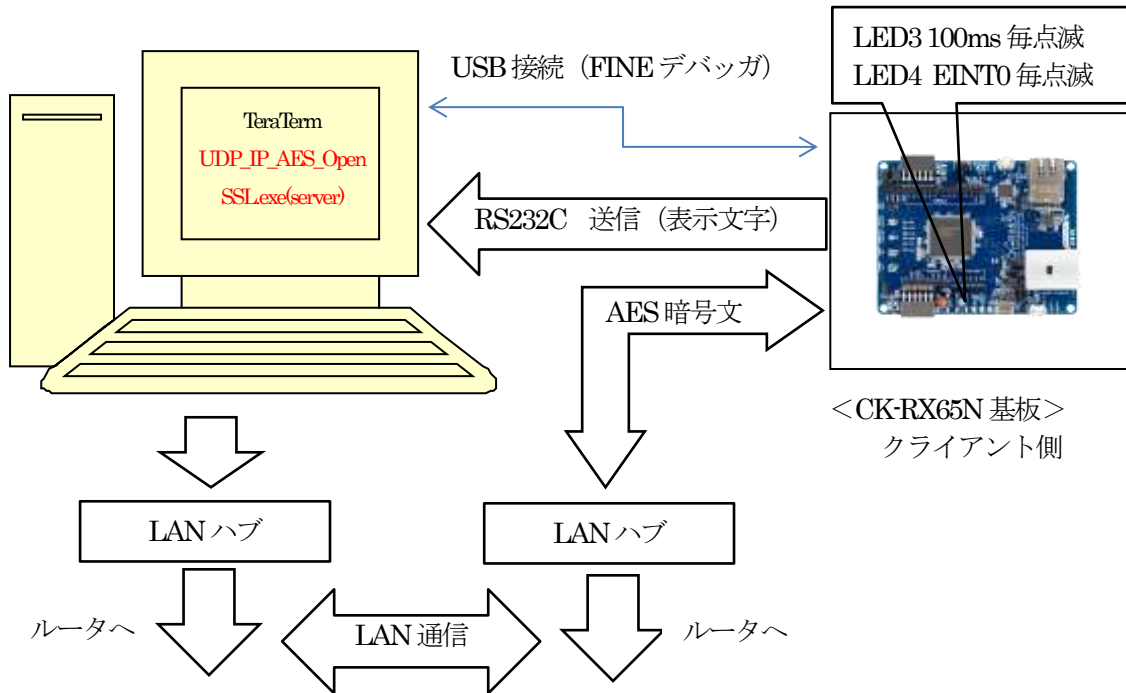 LED3 100ms 毎点滅
LED4 EINT0 毎点滅
USB 接続（FINE デバッガ）
TeraTerm
UDP_IP_AES_Open
SSL.exe(server)
RS232C 送信（表示文字）
AES 暗号文
＜CK-RX65N 基板＞
クライアント側
LAN ハブ
LAN ハブ
ルータへ
LAN 通信
ルータへ